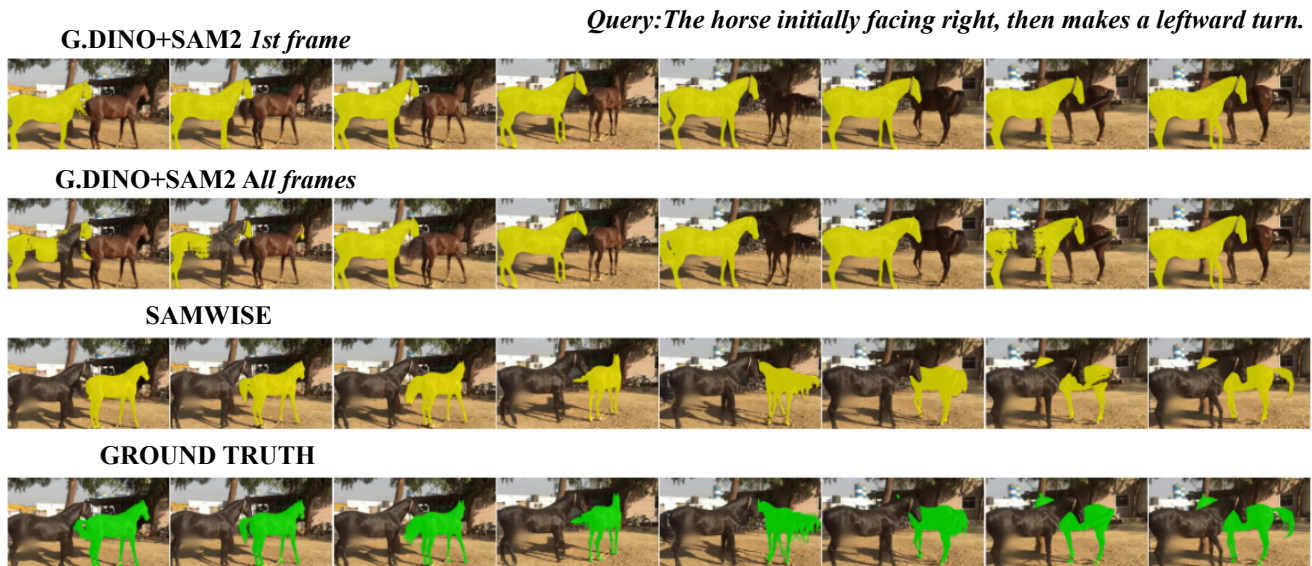 Query:The horse initially facing right, then makes a leftward turn.
G.DINO+SAM2 1st frame
G.DINO+SAM2 All frames
SAMWISE
GROUND TRUTH